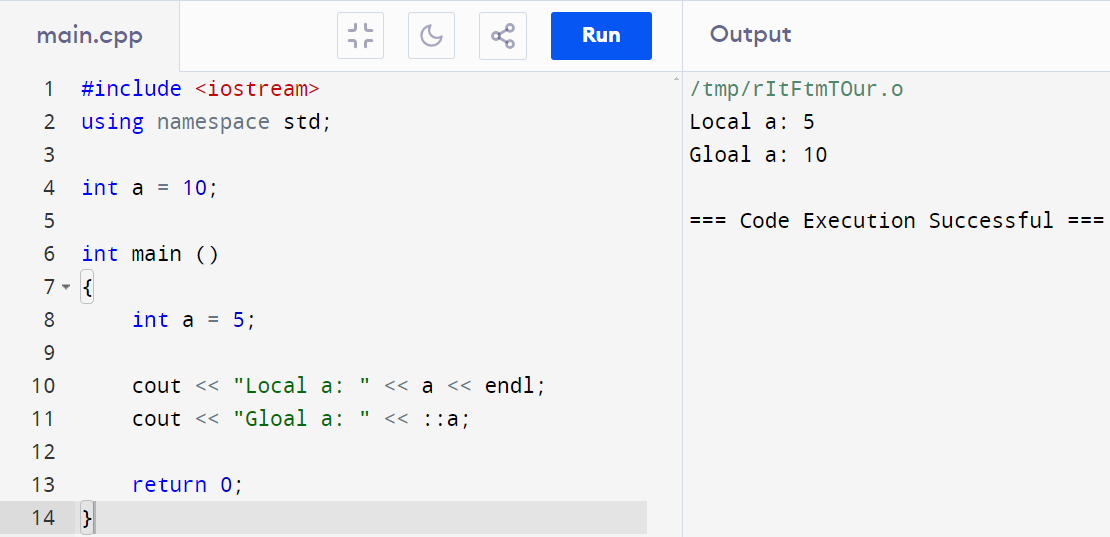 main.cpp
Run
Output
1 #include <iostream>
2 using namespace std;
3
4 int a = 10;
5
6 int main ()
7 {
8 int a = 5;
9
10 cout << "Local a: " << a << endl;
11 cout << "Gloal a: " << ::a;
12
13 return 0;
14 }
/tmp/rItFtmTOur.o
Local a: 5
Gloal a: 10
=== Code Execution Successful ===